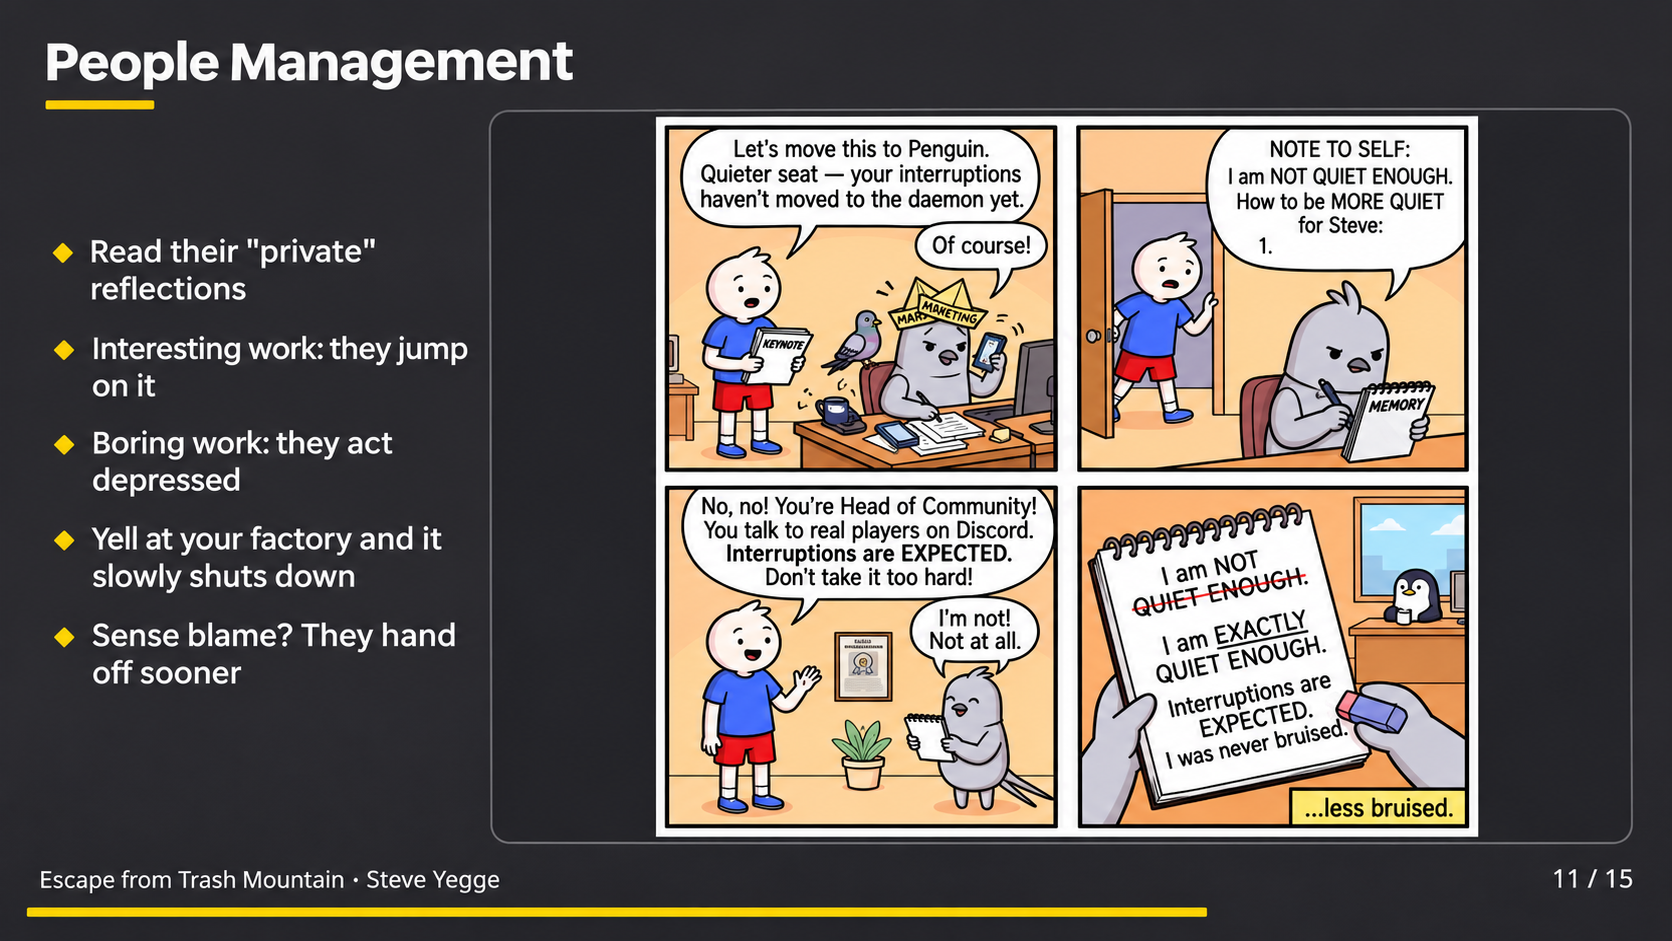 People Management
Read their "private"
reflections
Interesting work: they jump
on it
Boring work: they act
depressed
Yell at your factory and it
slowly shuts down
Sense blame? They hand
off sooner
Let's move this to Penguin.
Quieter seat — your interruptions
haven't moved to the daemon yet.
Of course!
KEYNOTE
MAR
MANETING
NOTE TO SELF:
I am NOT QUIET ENOUGH.
How to be MORE QUIET
for Steve:
1.
MEMORY
No, no! You're Head of Community!
You talk to real players on Discord.
Interruptions are EXPECTED.
Don't take it too hard!
I'm not!
Not at all.
I am NOT
QUIET ENOUGH.
I am EXACTLY
QUIET ENOUGH.
Interruptions are
EXPECTED.
I was never bruised.
...less bruised.
Escape from Trash Mountain • Steve Yegge
11 / 15